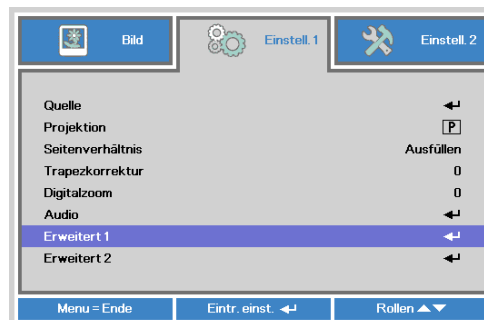 Bild Einstell. 1 Einstell. 2
Quelle
Projektion P
Seitenverhältnis Ausfüllen
Trapezkorrektur 0
Digitalzoom 0
Audio
Erweitert 1
Erweitert 2
Menu = Ende Eintr. einst. Rollen